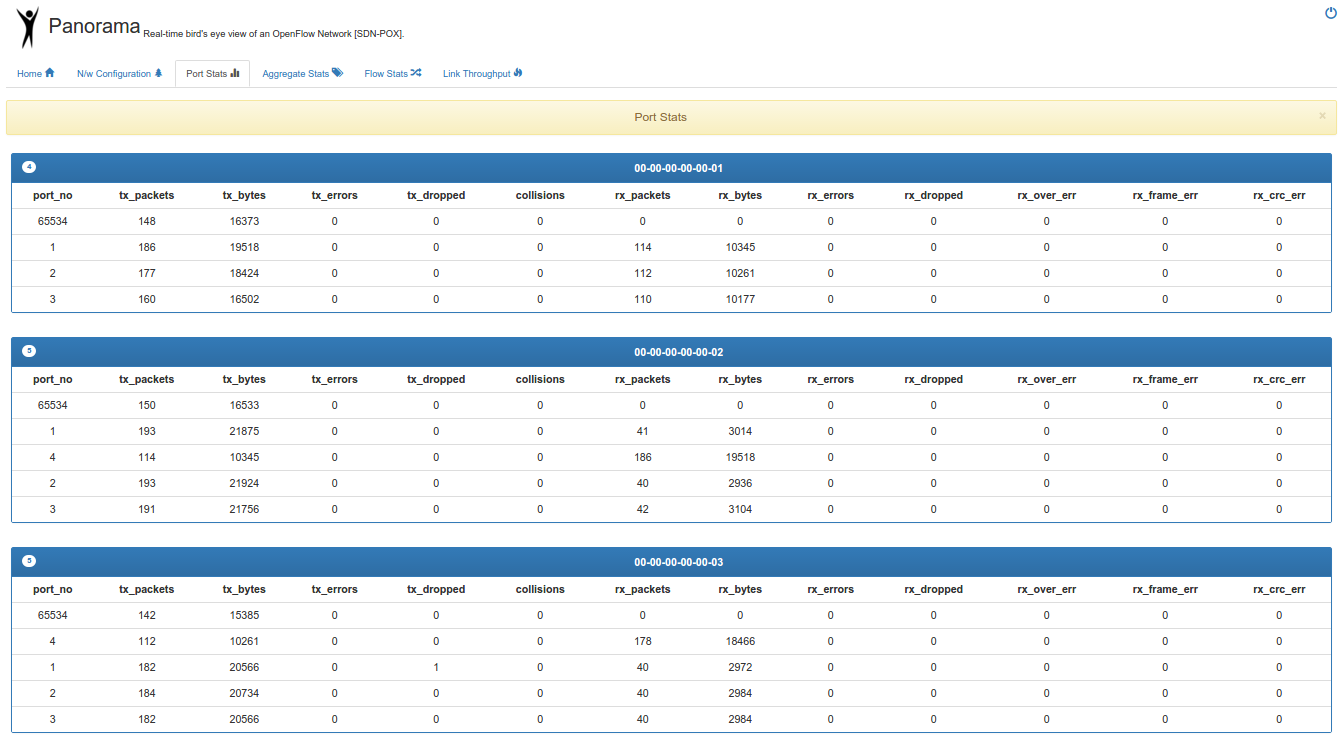 Panorama Real-time bird's eye view of an OpenFlow Network [SDN-POX].
Home N/w Configuration Port Stats Aggregate Stats Flow Stats Link Throughput
Port Stats ×
4 00-00-00-00-00-01
port_no tx_packets tx_bytes tx_errors tx_dropped collisions rx_packets rx_bytes rx_errors rx_dropped rx_over_err rx_frame_err rx_crc_err
65534 148 16373 0 0 0 0 0 0 0 0 0 0
1 186 19518 0 0 0 114 10345 0 0 0 0 0
2 177 18424 0 0 0 112 10261 0 0 0 0 0
3 160 16502 0 0 0 110 10177 0 0 0 0 0
5 00-00-00-00-00-02
port_no tx_packets tx_bytes tx_errors tx_dropped collisions rx_packets rx_bytes rx_errors rx_dropped rx_over_err rx_frame_err rx_crc_err
65534 150 16533 0 0 0 0 0 0 0 0 0 0
1 193 21875 0 0 0 41 3014 0 0 0 0 0
4 114 10345 0 0 0 186 19518 0 0 0 0 0
2 193 21924 0 0 0 40 2936 0 0 0 0 0
3 191 21756 0 0 0 42 3104 0 0 0 0 0
5 00-00-00-00-00-03
port_no tx_packets tx_bytes tx_errors tx_dropped collisions rx_packets rx_bytes rx_errors rx_dropped rx_over_err rx_frame_err rx_crc_err
65534 142 15385 0 0 0 0 0 0 0 0 0 0
4 112 10261 0 0 0 178 18466 0 0 0 0 0
1 182 20566 0 1 0 40 2972 0 0 0 0 0
2 184 20734 0 0 0 40 2984 0 0 0 0 0
3 182 20566 0 0 0 40 2984 0 0 0 0 0